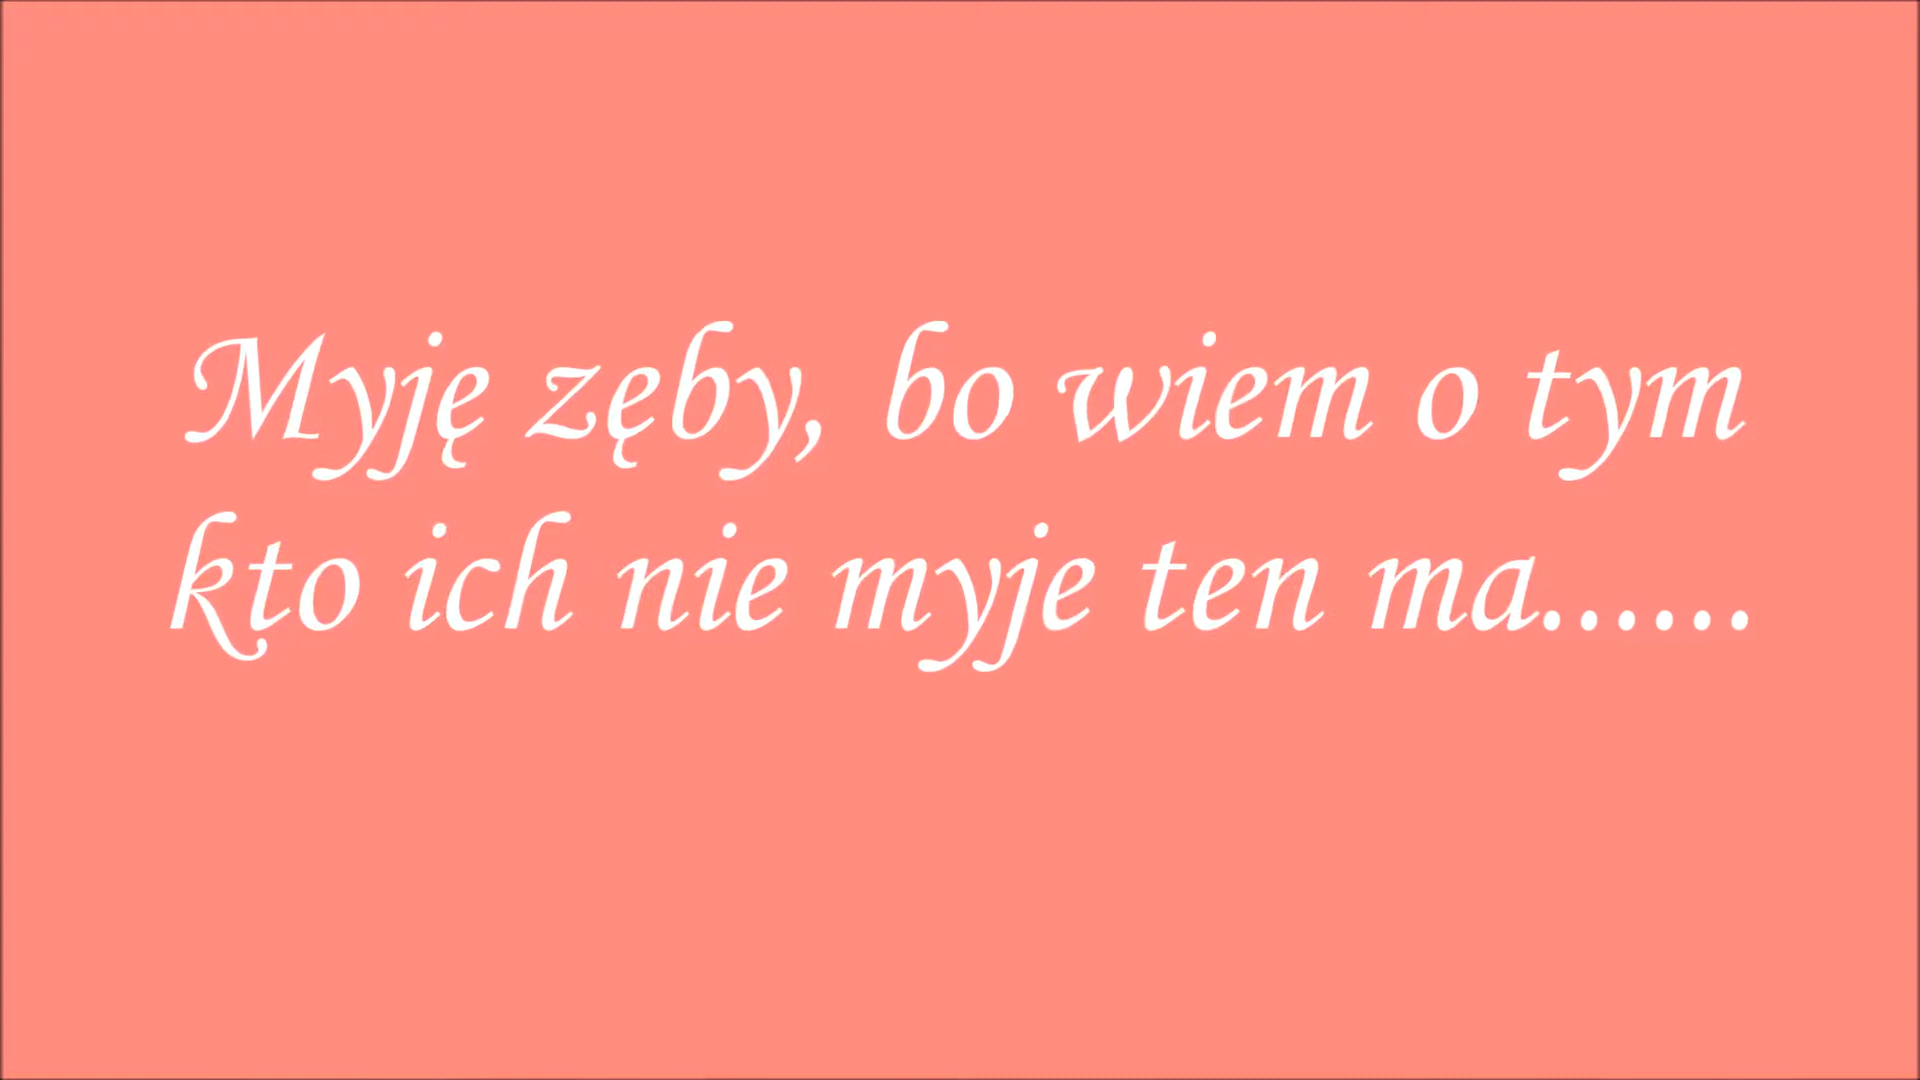 Myję zęby, bo wiem o tym
kto ich nie myje ten ma......